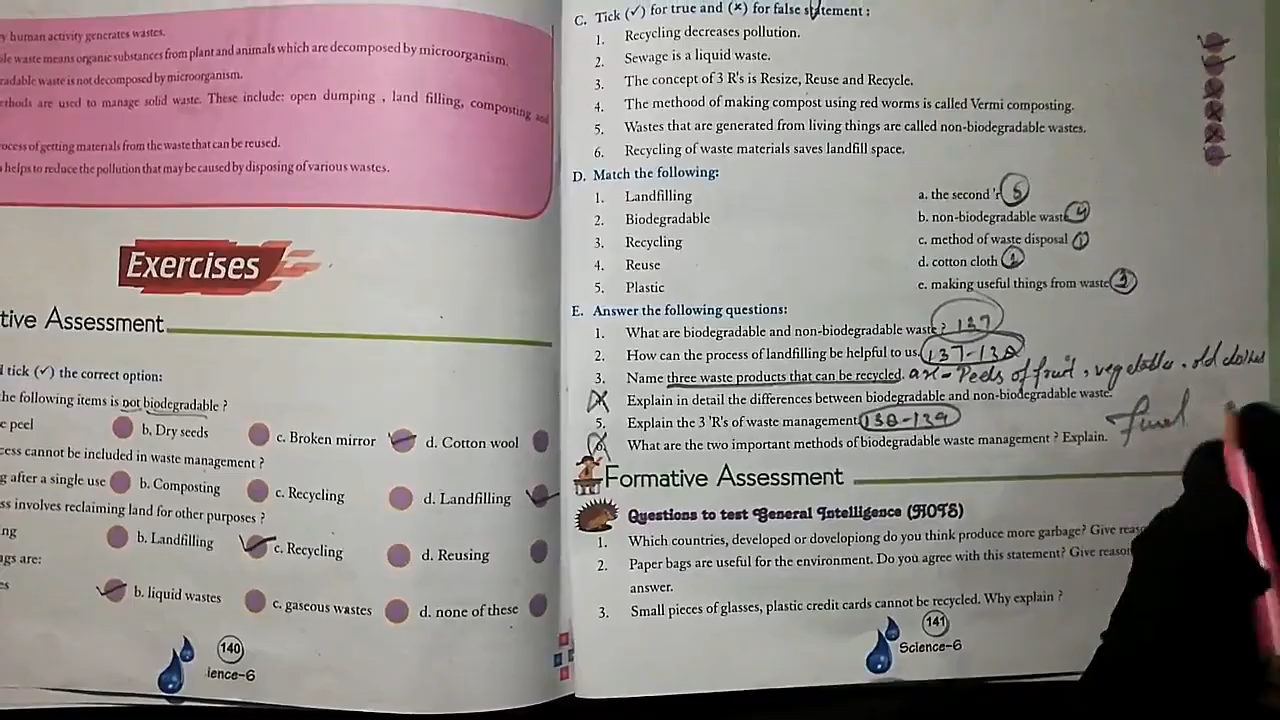 y human activity generates wastes.
le waste means organic substances from plant and animals which are decomposed by microorganism.
radable waste is not decomposed by microorganism.
ethods are used to manage solid waste. These include: open dumping , land filling, composting and
ocess of getting materials from the waste that can be reused.
helps to reduce the pollution that may be caused by disposing of various wastes.
Exercises
tive Assessment
l tick (✓) the correct option:
he following items is not biodegradable ?
e peel b. Dry seeds c. Broken mirror d. Cotton wool
cess cannot be included in waste management ?
g after a single use b. Composting c. Recycling d. Landfilling
ss involves reclaiming land for other purposes ?
ng b. Landfilling c. Recycling d. Reusing
ags are:
es b. liquid wastes c. gaseous wastes d. none of these
140
ience-6
C. Tick (✓) for true and (×) for false statement :
1. Recycling decreases pollution.
2. Sewage is a liquid waste.
3. The concept of 3 R's is Resize, Reuse and Recycle.
4. The methood of making compost using red worms is called Vermi composting.
5. Wastes that are generated from living things are called non-biodegradable wastes.
6. Recycling of waste materials saves landfill space.
D. Match the following:
1. Landfilling a. the second 'r 5
2. Biodegradable b. non-biodegradable waste 4
3. Recycling c. method of waste disposal 1
4. Reuse d. cotton cloth
5. Plastic e. making useful things from waste 3
E. Answer the following questions:
1. What are biodegradable and non-biodegradable waste ? 137
2. How can the process of landfilling be helpful to us. 137-138
3. Name three waste products that can be recycled. Peels of fruit , vegetables . old clothes
Explain in detail the differences between biodegradable and non-biodegradable waste.
5. Explain the 3 'R's of waste management 138-139
What are the two important methods of biodegradable waste management ? Explain.
Formative Assessment
Questions to test General Intelligence (HOTS)
1. Which countries, developed or dovelopiong do you think produce more garbage? Give reas
2. Paper bags are useful for the environment. Do you agree with this statement? Give reason
answer.
3. Small pieces of glasses, plastic credit cards cannot be recycled. Why explain ?
141
Science-6